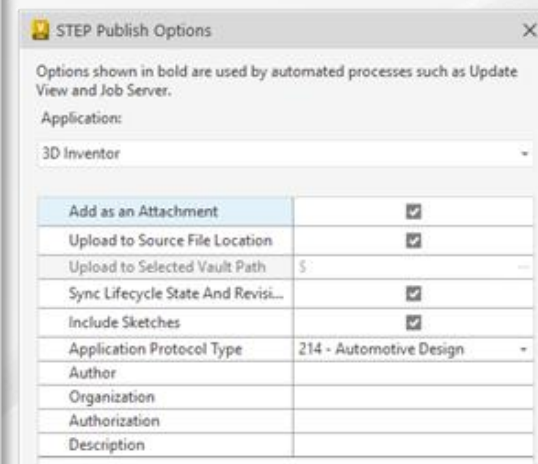 STEP Publish Options
Options shown in bold are used by automated processes such as Update
View and Job Server.
Application:
3D Inventor
Add as an Attachment
Upload to Source File Location
Upload to Selected Vault Path $ ...
Sync Lifecycle State And Revisi...
Include Sketches
Application Protocol Type 214 - Automotive Design
Author
Organization
Authorization
Description